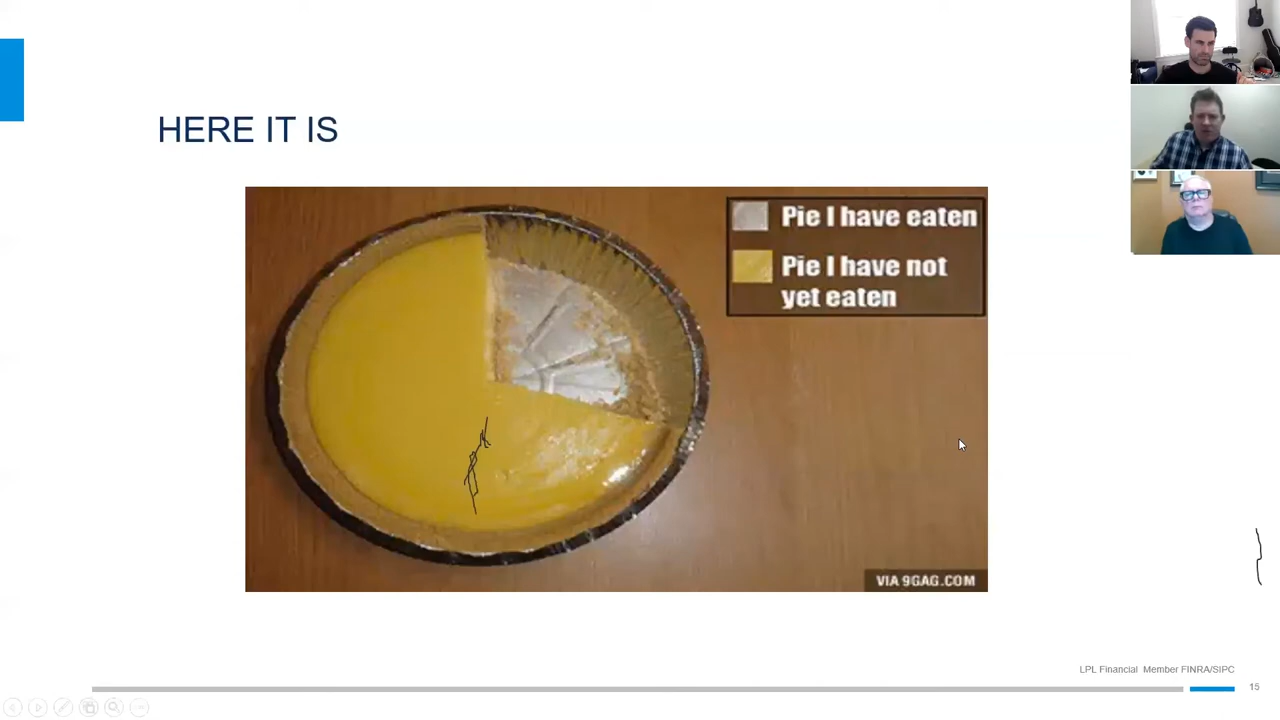 HERE IT IS
Pie I have eaten
Pie I have not
yet eaten
VIA 9GAG.COM
LPL Financial Member FINRA/SIPC
15